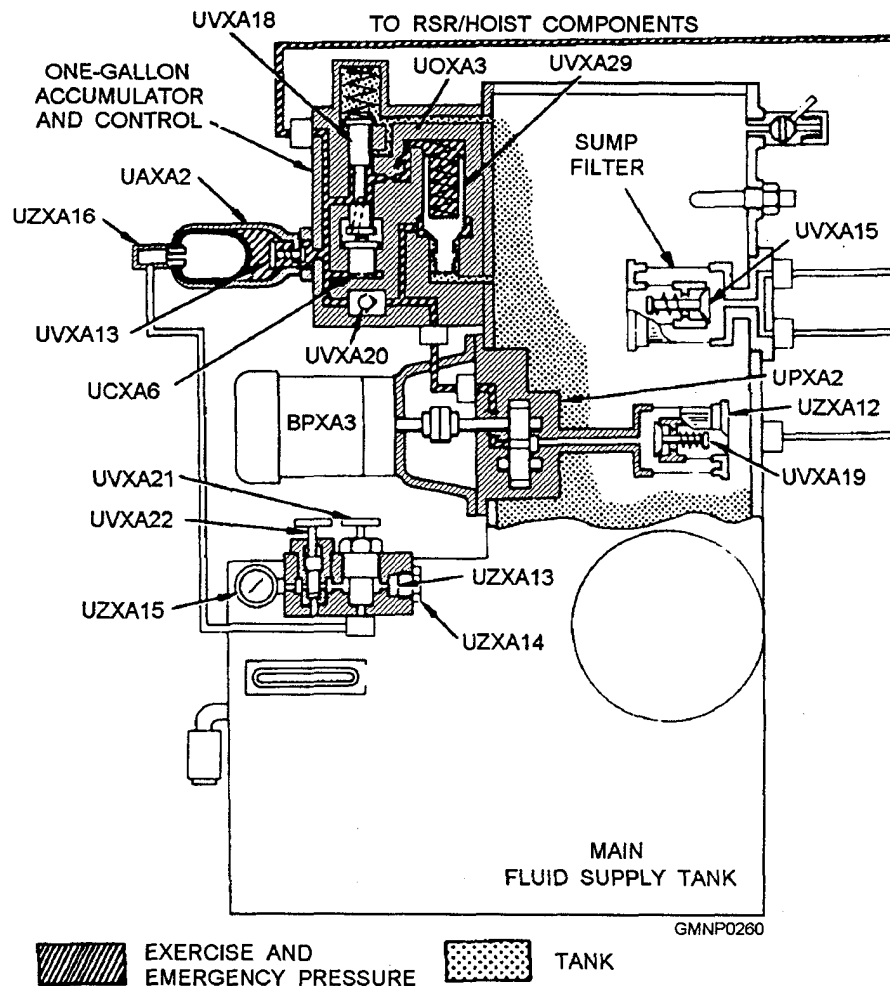 UVXA18
TO RSR/HOIST COMPONENTS
ONE-GALLON
ACCUMULATOR
AND CONTROL
UOXA3
UVXA29
UAXA2
SUMP
FILTER
UZXA16
UVXA15
UVXA13
UVXA20
UCXA6
UPXA2
UZXA12
BPXA3
UVXA19
UVXA21
UVXA22
UZXA13
UZXA15
UZXA14
MAIN
FLUID SUPPLY TANK
GMNP0260
EXERCISE AND
EMERGENCY PRESSURE
TANK